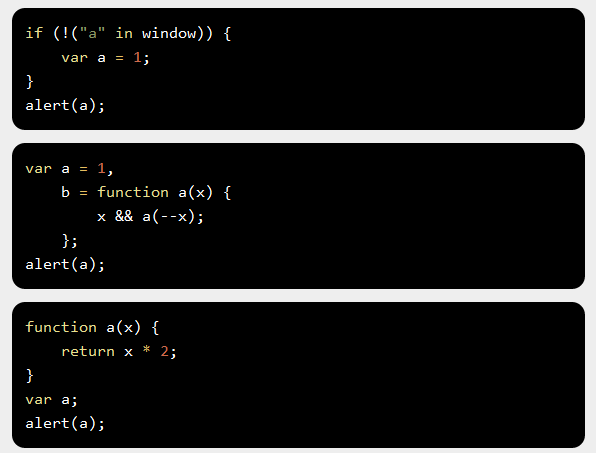 if (!("a" in window)) {
    var a = 1;
}
alert(a);
var a = 1,
    b = function a(x) {
        x && a(--x);
    };
alert(a);
function a(x) {
    return x * 2;
}
var a;
alert(a);